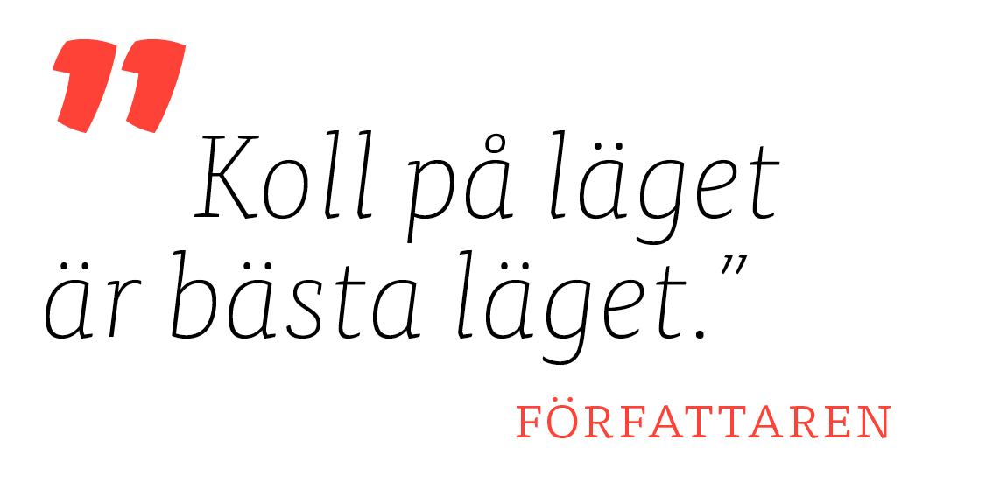 ”Koll på läget
är bästa läget.”
FÖRFATTAREN